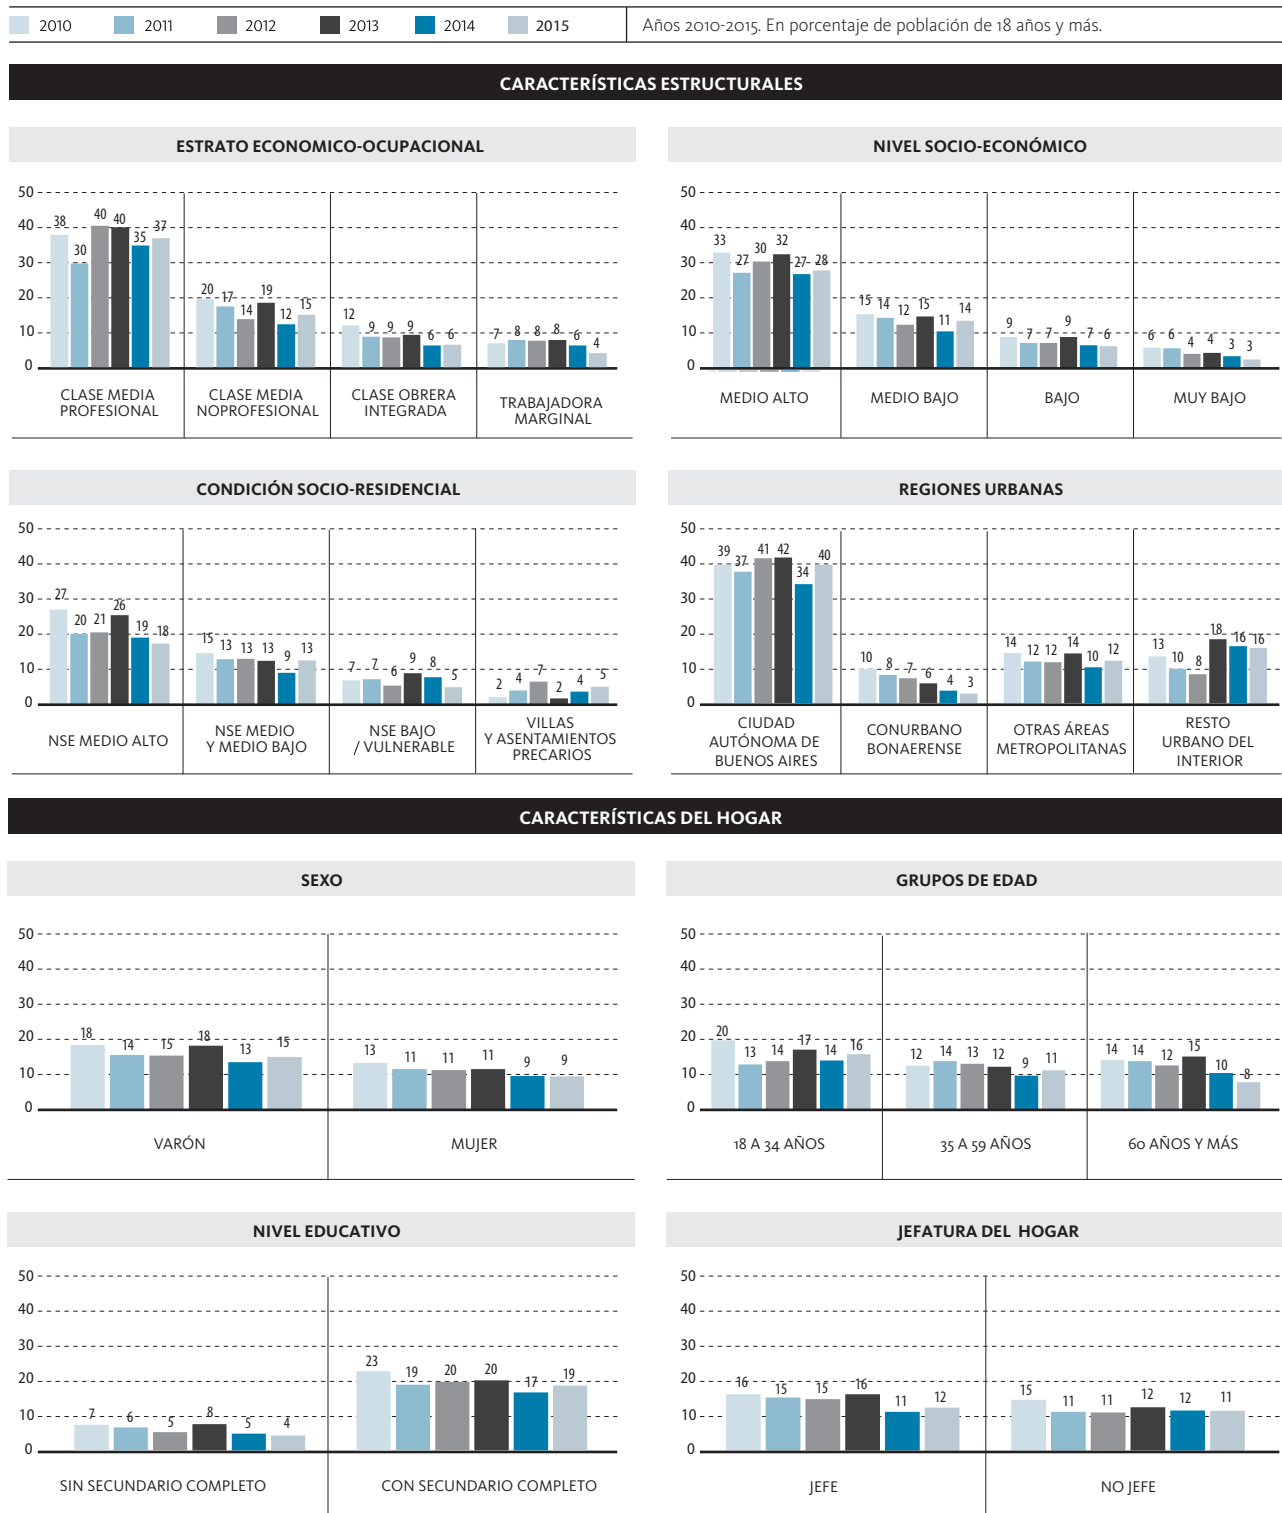 2010 2011 2012 2013 2014 2015 Años 2010-2015. En porcentaje de población de 18 años y más.
CARACTERÍSTICAS ESTRUCTURALES
ESTRATO ECONOMICO-OCUPACIONAL
50
40
30
20
10
0
38 30 40 40 35 37
20 17 14 19 12 15
12 9 9 9 6 6
7 8 8 8 6 4
CLASE MEDIA
PROFESIONAL
CLASE MEDIA
NOPROFESIONAL
CLASE OBRERA
INTEGRADA
TRABAJADORA
MARGINAL
NIVEL SOCIO-ECONÓMICO
50
40
30
20
10
0
33 27 30 32 27 28
15 14 12 15 11 14
9 7 7 9 7 6
6 6 4 4 3 3
MEDIO ALTO
MEDIO BAJO
BAJO
MUY BAJO
CONDICIÓN SOCIO-RESIDENCIAL
50
40
30
20
10
0
27 20 21 26 19 18
15 13 13 13 9 13
7 7 6 9 8 5
2 4 7 2 4 5
NSE MEDIO ALTO
NSE MEDIO
Y MEDIO BAJO
NSE BAJO
/ VULNERABLE
VILLAS
Y ASENTAMIENTOS
PRECARIOS
REGIONES URBANAS
50
40
30
20
10
0
39 37 41 42 34 40
10 8 7 6 4 3
14 12 12 14 10 12
13 10 8 18 16 16
CIUDAD
AUTÓNOMA DE
BUENOS AIRES
CONURBANO
BONAERENSE
OTRAS ÁREAS
METROPOLITANAS
RESTO
URBANO DEL
INTERIOR
CARACTERÍSTICAS DEL HOGAR
SEXO
50
40
30
20
10
0
18 14 15 18 13 15
13 11 11 11 9 9
VARÓN
MUJER
GRUPOS DE EDAD
50
40
30
20
10
0
20 13 14 17 14 16
12 14 13 12 9 11
14 14 12 15 10 8
18 A 34 AÑOS
35 A 59 AÑOS
60 AÑOS Y MÁS
NIVEL EDUCATIVO
50
40
30
20
10
0
7 6 5 8 5 4
23 19 20 20 17 19
SIN SECUNDARIO COMPLETO
CON SECUNDARIO COMPLETO
JEFATURA DEL HOGAR
50
40
30
20
10
0
16 15 15 16 11 12
15 11 11 12 12 11
JEFE
NO JEFE